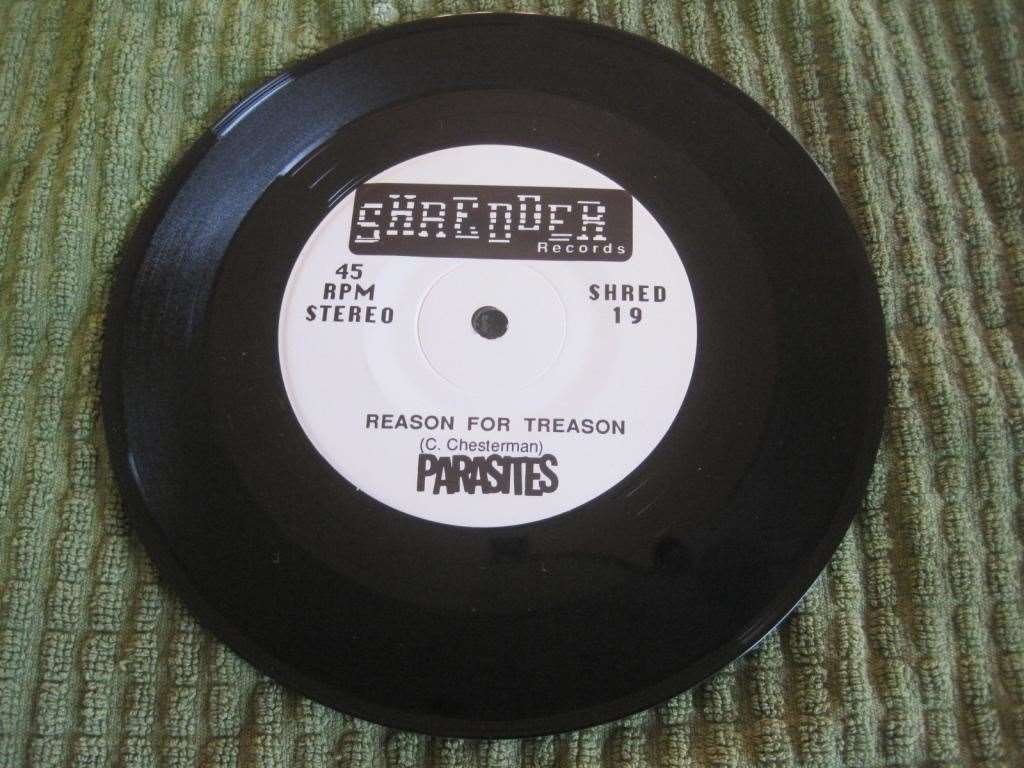 SHREDDER
Records
45
RPM
STEREO
SHRED
19
REASON FOR TREASON
(C. Chesterman)
PARASITES